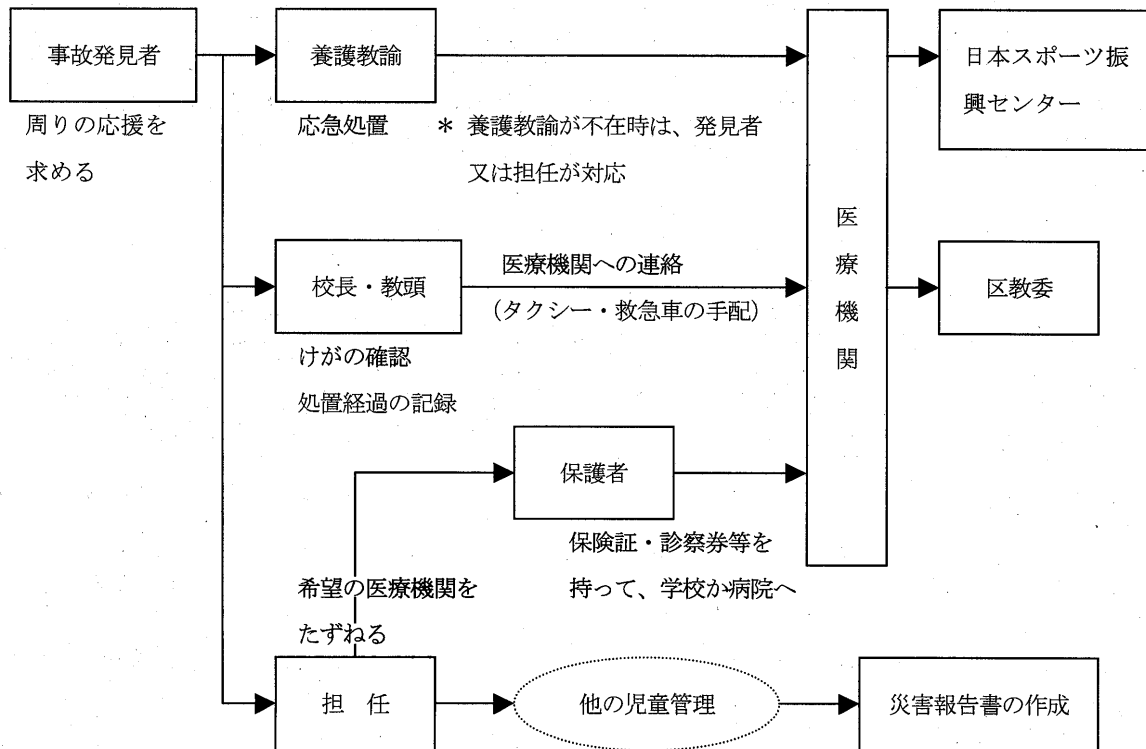 事故発見者
周りの応援を
求める
養護教諭
応急処置
＊ 養護教諭が不在時は、発見者
又は担任が対応
校長・教頭
けがの確認
処置経過の記録
医療機関への連絡
（タクシー・救急車の手配）
保護者
保険証・診察券等を
持って、学校か病院へ
希望の医療機関を
たずねる
担　任
他の児童管理
災害報告書の作成
医療機関
日本スポーツ振
興センター
区教委